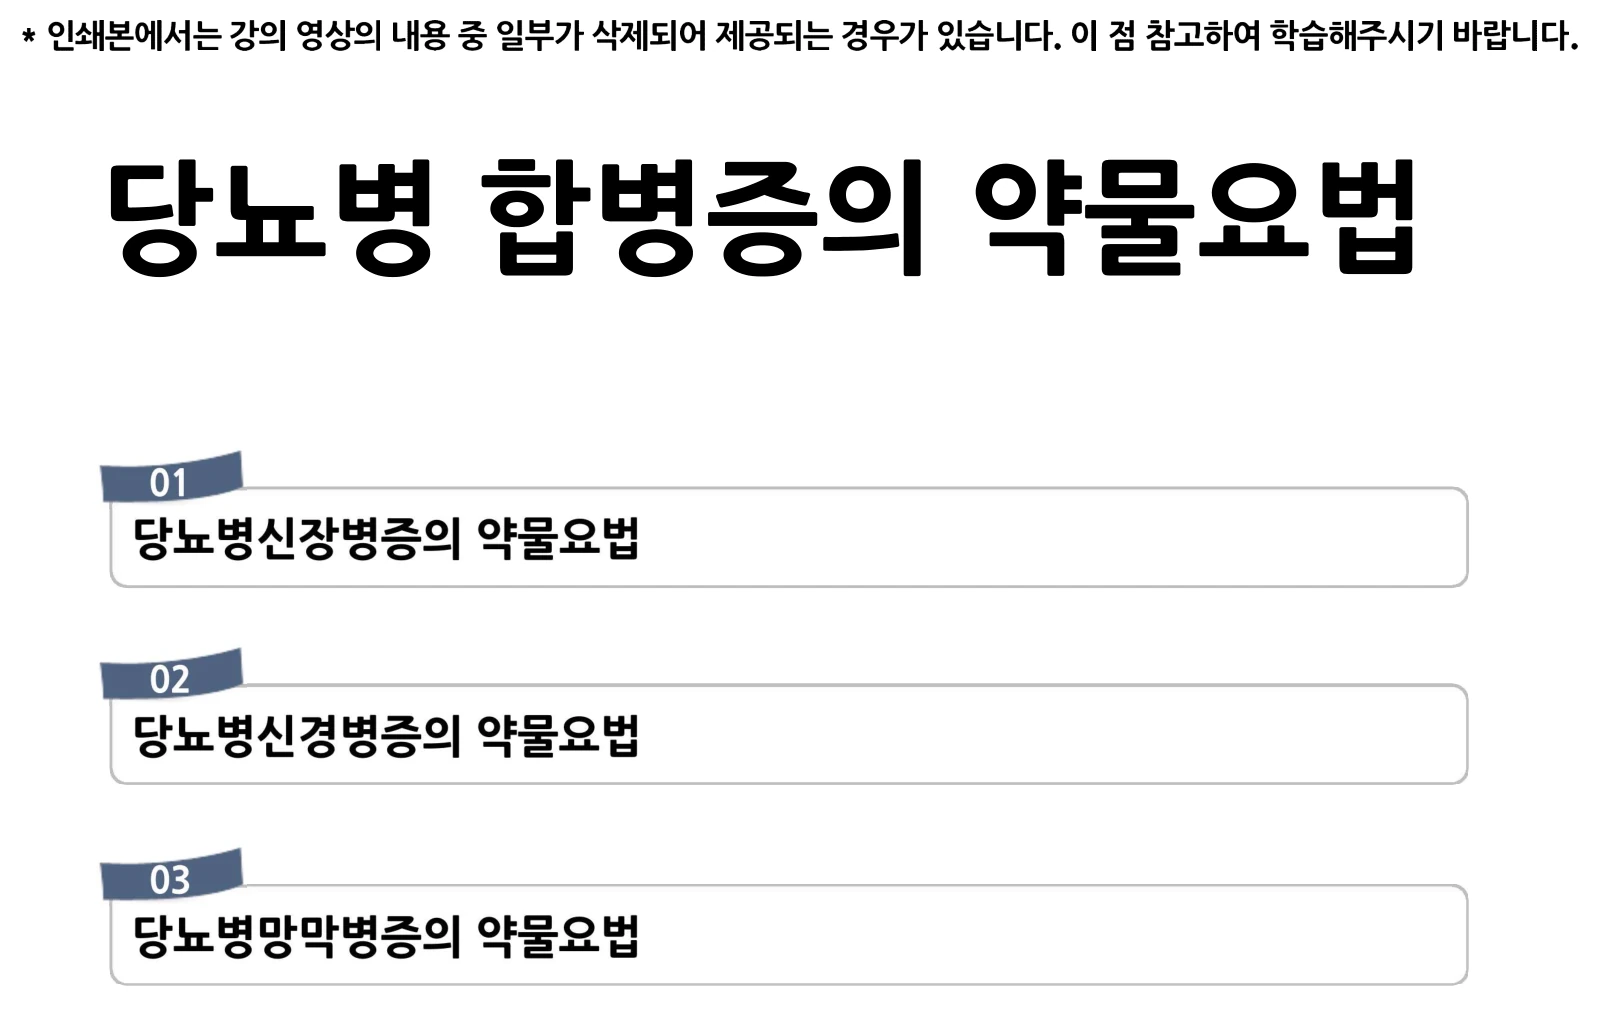 * 인쇄본에서는 강의 영상의 내용 중 일부가 삭제되어 제공되는 경우가 있습니다. 이 점 참고하여 학습해주시기 바랍니다.
당뇨병 합병증의 약물요법
01
당뇨병신장병증의 약물요법
02
당뇨병신경병증의 약물요법
03
당뇨병망막병증의 약물요법